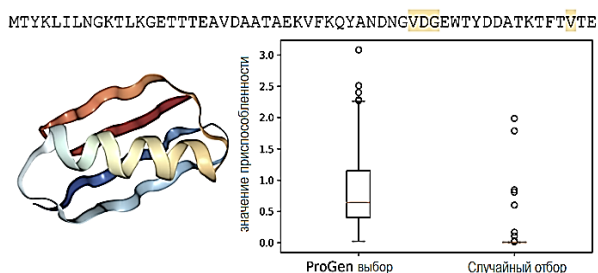 MTYKLILNGKTLKGETTTEAVDAATAEKVFKQYANDNGVDGEWTYDDATKTFTVTE
значение приспособленности
3.0
2.5
2.0
1.5
1.0
0.5
0.0
ProGen выбор
Случайный отбор